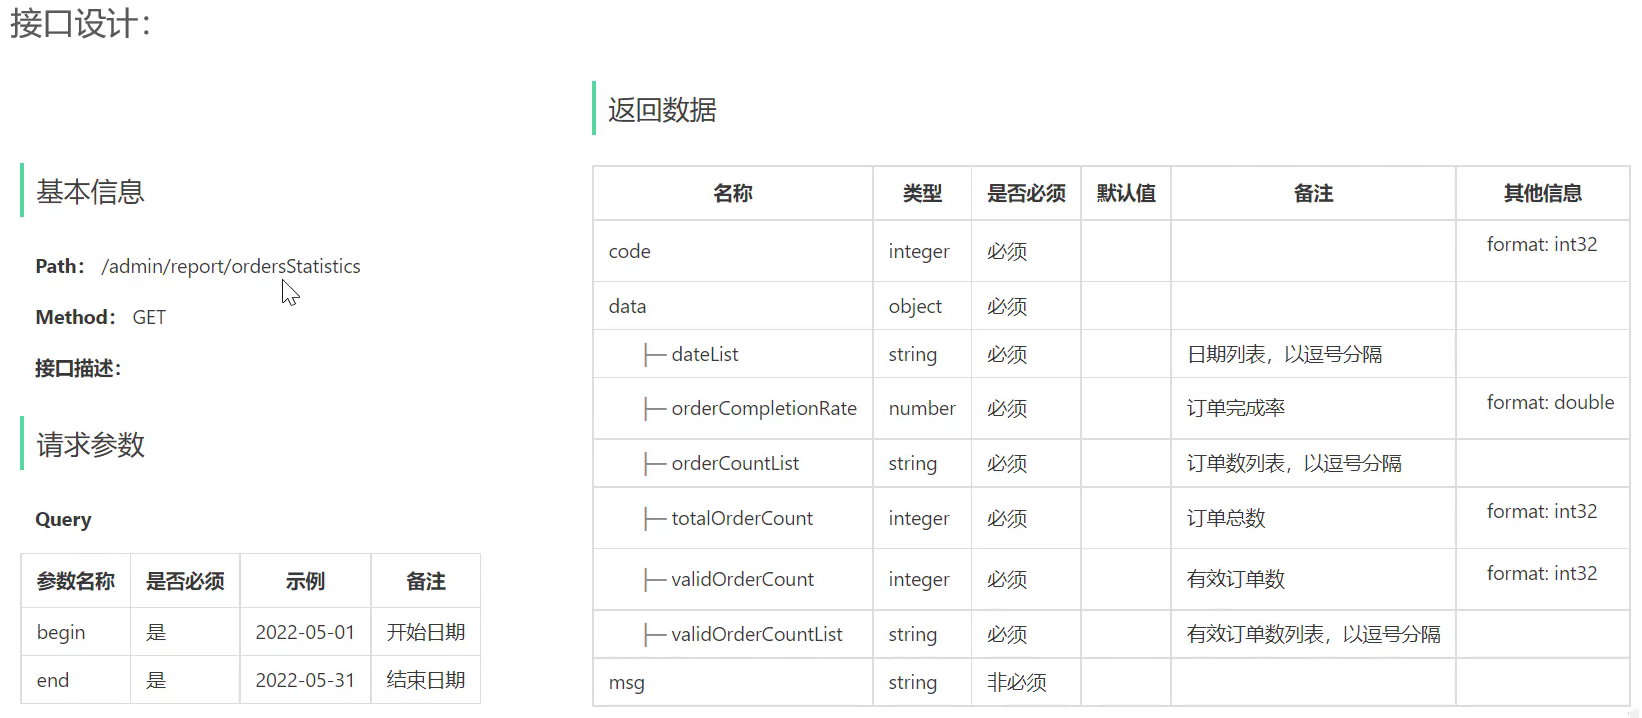 接口设计：
基本信息
Path： /admin/report/ordersStatistics
Method： GET
接口描述：
请求参数
Query
参数名称 是否必须 示例 备注
begin 是 2022-05-01 开始日期
end 是 2022-05-31 结束日期
返回数据
名称 类型 是否必须 默认值 备注 其他信息
code integer 必须 format: int32
data object 必须
├─ dateList string 必须 日期列表，以逗号分隔
├─ orderCompletionRate number 必须 订单完成率 format: double
├─ orderCountList string 必须 订单数列表，以逗号分隔
├─ totalOrderCount integer 必须 订单总数 format: int32
├─ validOrderCount integer 必须 有效订单数 format: int32
├─ validOrderCountList string 必须 有效订单数列表，以逗号分隔
msg string 非必须